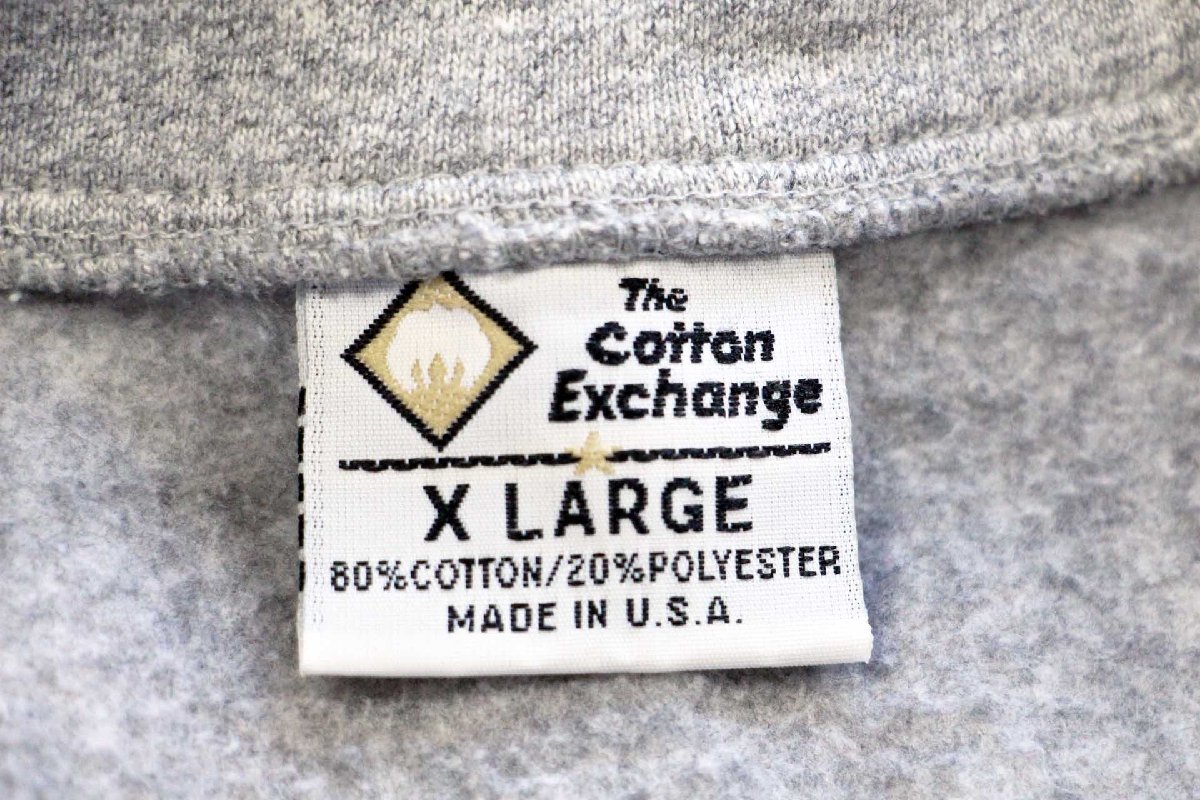 The
Cotton
Exchange
X LARGE
80%COTTON/20%POLYESTER
MADE IN U.S.A.